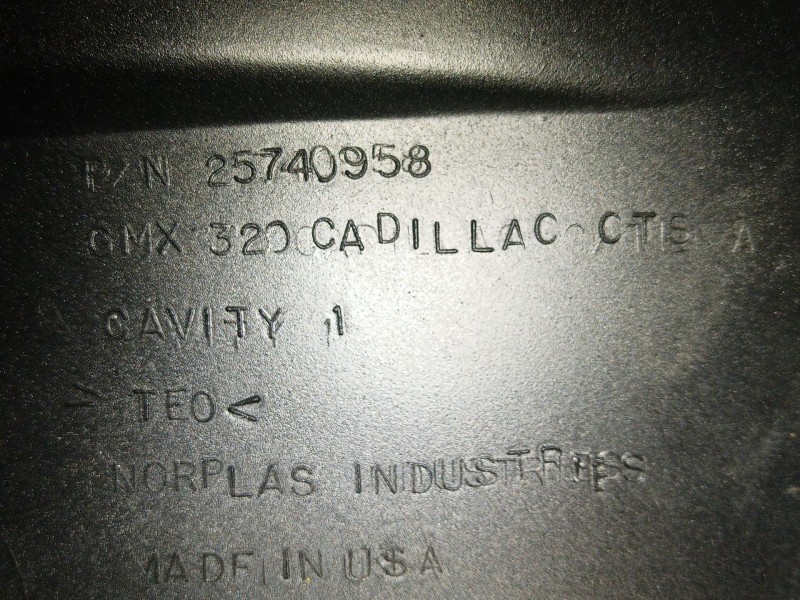 P/N 25740958
GMX 320 CADILLAC CTS
CAVITY 1
> TEO <
NORPLAS INDUSTRIES
MADE IN USA